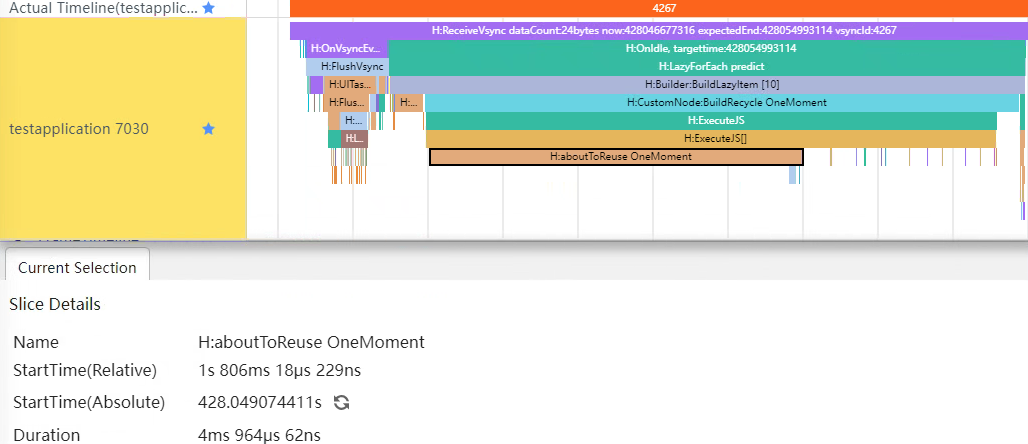 Actual Timeline(testapplic...
4267
H:ReceiveVsync dataCount:24bytes now:428046677316 expectedEnd:428054993114 vsyncId:4267
H:OnVsyncEv... H:OnIdle, targettime:428054993114
H:FlushVsync H:LazyForEach predict
H:UITas... H:Builder:BuildLazyItem [10]
H:Flus... H:... H:CustomNode:BuildRecycle OneMoment
H:... H:ExecuteJS
testapplication 7030
H:I... H:ExecuteJS[]
H:aboutToReuse OneMoment
Current Selection
Slice Details
Name H:aboutToReuse OneMoment
StartTime(Relative) 1s 806ms 18μs 229ns
StartTime(Absolute) 428.049074411s
Duration 4ms 964μs 62ns